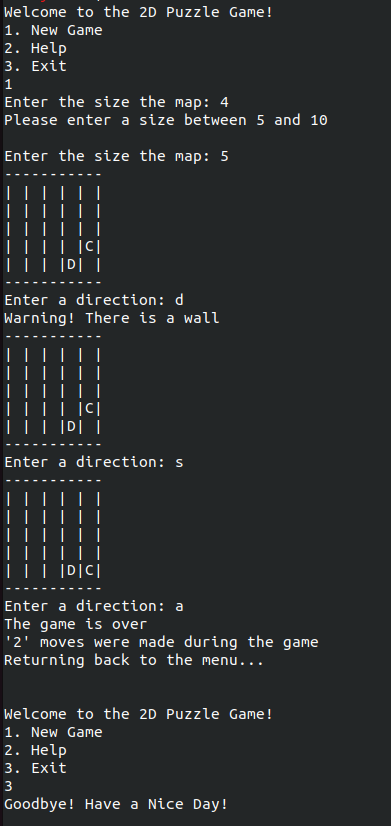 Welcome to the 2D Puzzle Game!
1. New Game
2. Help
3. Exit
1
Enter the size the map: 4
Please enter a size between 5 and 10

Enter the size the map: 5
-----------
| | | | | |
| | | | | |
| | | | | |
| | | | |C|
| | | |D| |
-----------
Enter a direction: d
Warning! There is a wall
-----------
| | | | | |
| | | | | |
| | | | | |
| | | | |C|
| | | |D| |
-----------
Enter a direction: s
-----------
| | | | | |
| | | | | |
| | | | | |
| | | | | |
| | | |D|C|
-----------
Enter a direction: a
The game is over
'2' moves were made during the game
Returning back to the menu...


Welcome to the 2D Puzzle Game!
1. New Game
2. Help
3. Exit
3
Goodbye! Have a Nice Day!